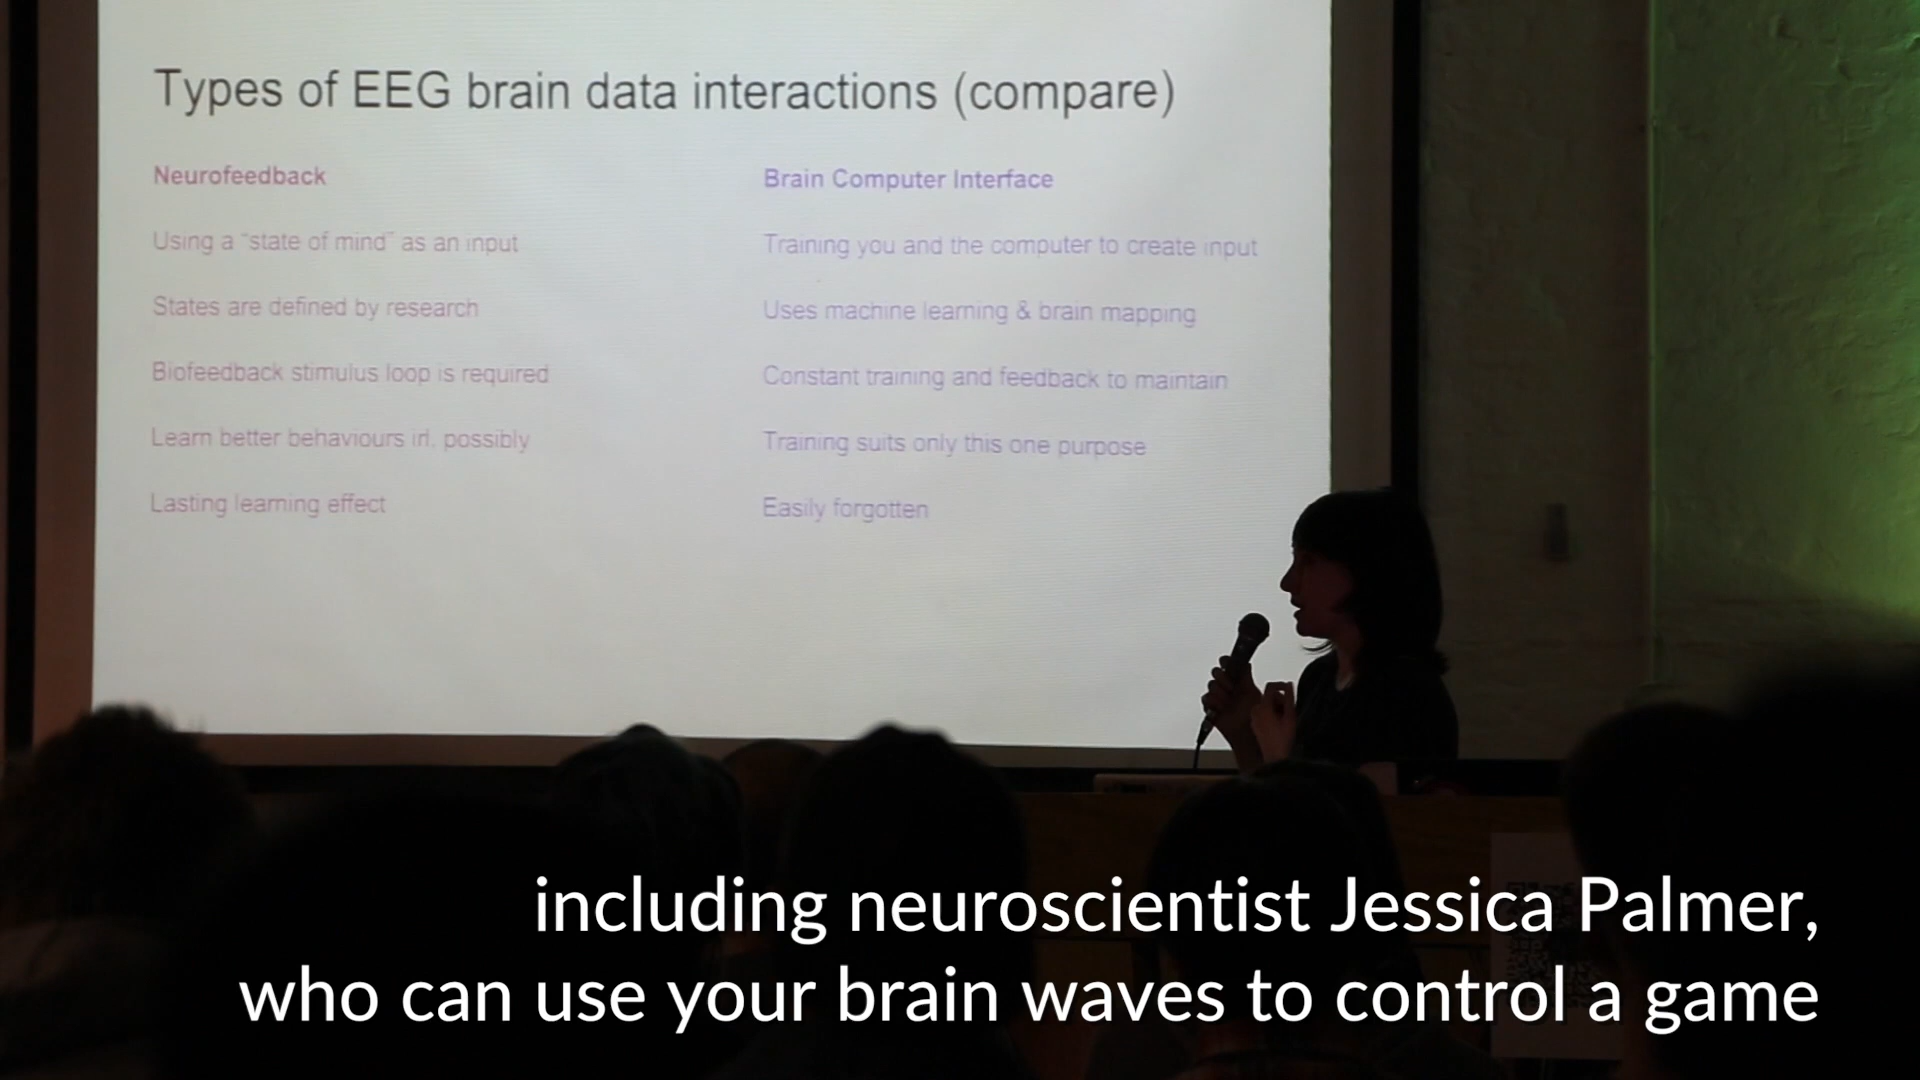 Types of EEG brain data interactions (compare)
Neurofeedback
Using a “state of mind” as an input
States are defined by research
Biofeedback stimulus loop is required
Learn better behaviours irl. possibly
Lasting learning effect
Brain Computer Interface
Training you and the computer to create input
Uses machine learning & brain mapping
Constant training and feedback to maintain
Training suits only this one purpose
Easily forgotten
including neuroscientist Jessica Palmer,
who can use your brain waves to control a game